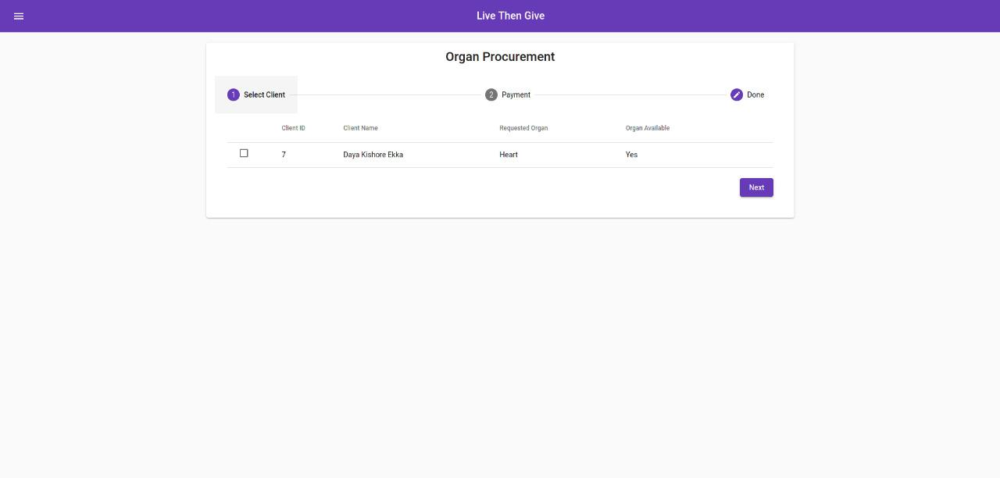 Live Then Give
Organ Procurement
1 Select Client 2 Payment Done
Client ID Client Name Requested Organ Organ Available
7 Daya Kishore Ekka Heart Yes
Next